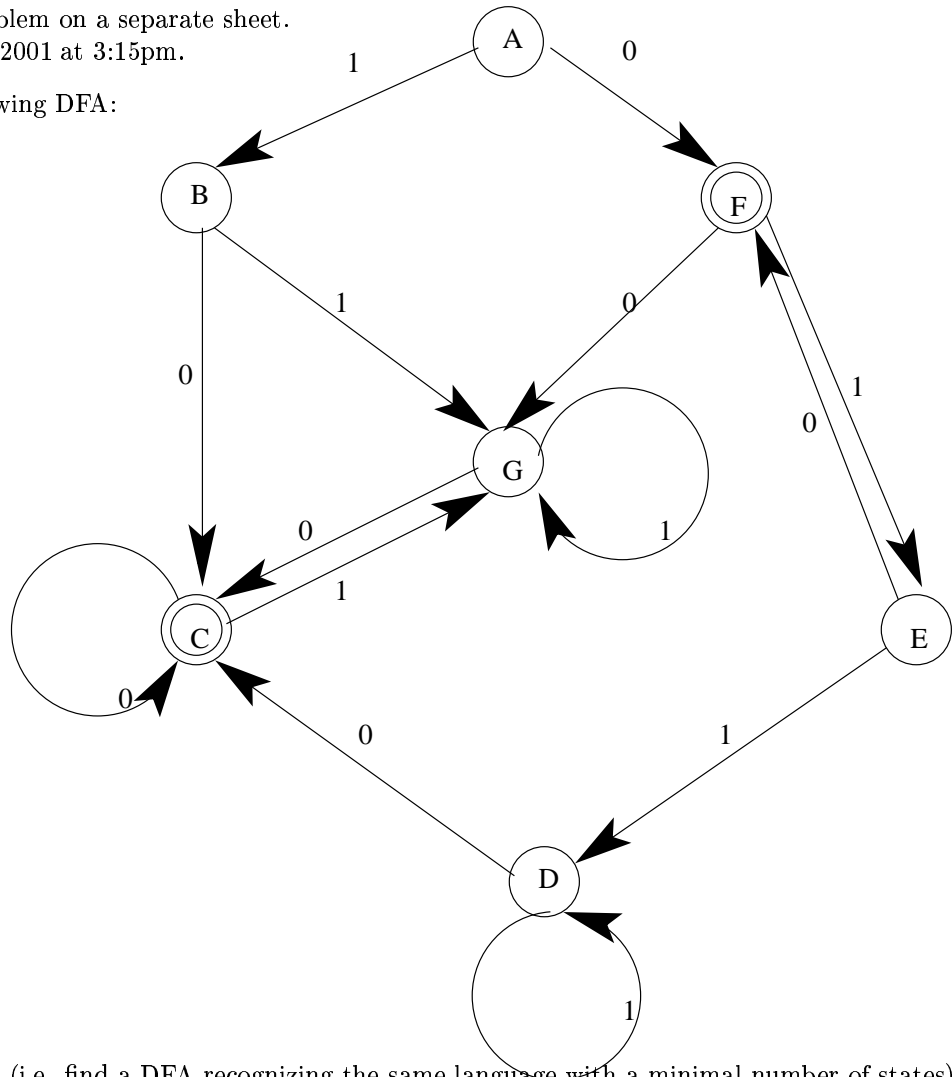 blem on a separate sheet.
2001 at 3:15pm.
wing DFA:
A
1
0
B
F
1
0
0
1
0
G
0
1
1
C
E
0
0
1
D
1
(i.e. find a DFA recognizing the same language with a minimal number of states)